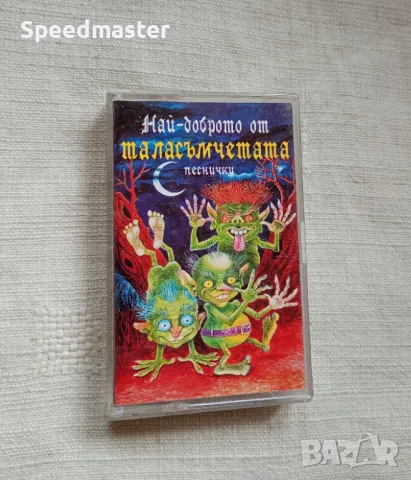 Speedmaster
Най-доброто от
таласъмчетата
песнички
BAZAR